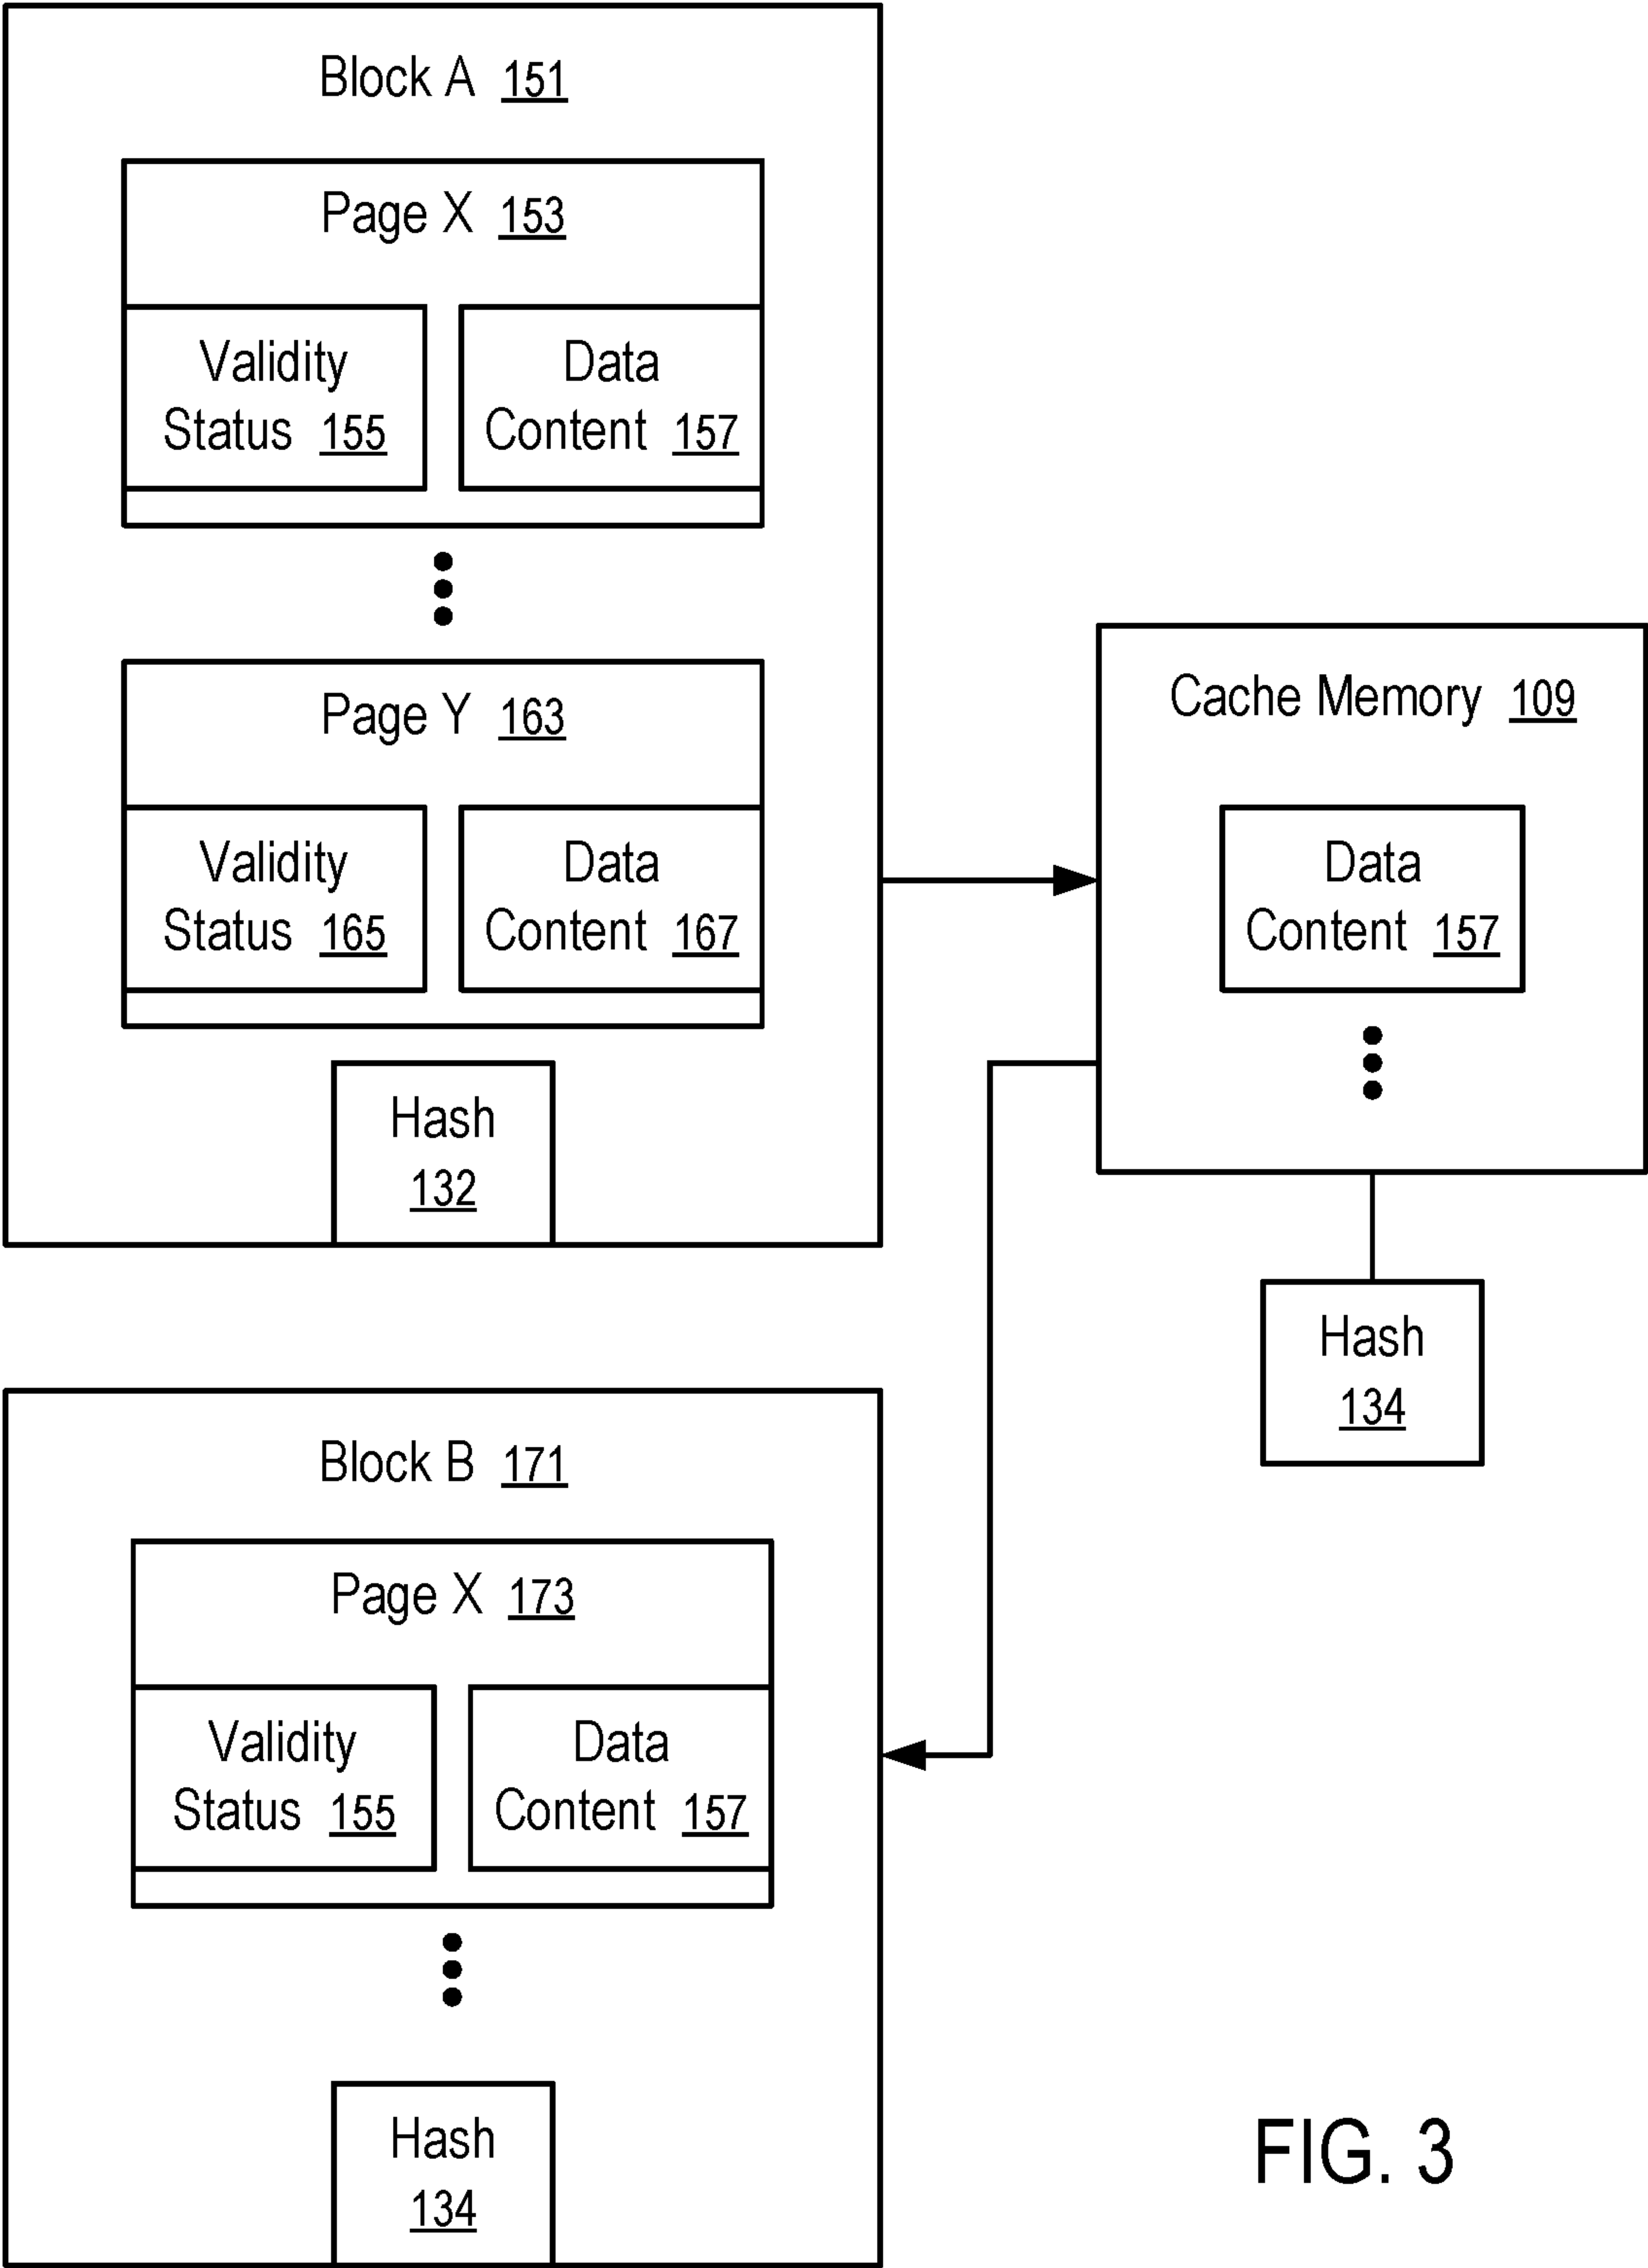 Block A 151
Page X 153
Validity
Status 155
Data
Content 157
Page Y 163
Validity
Status 165
Data
Content 167
Hash
132
Cache Memory 109
Data
Content 157
Hash
134
Block B 171
Page X 173
Validity
Status 155
Data
Content 157
Hash
134
FIG. 3